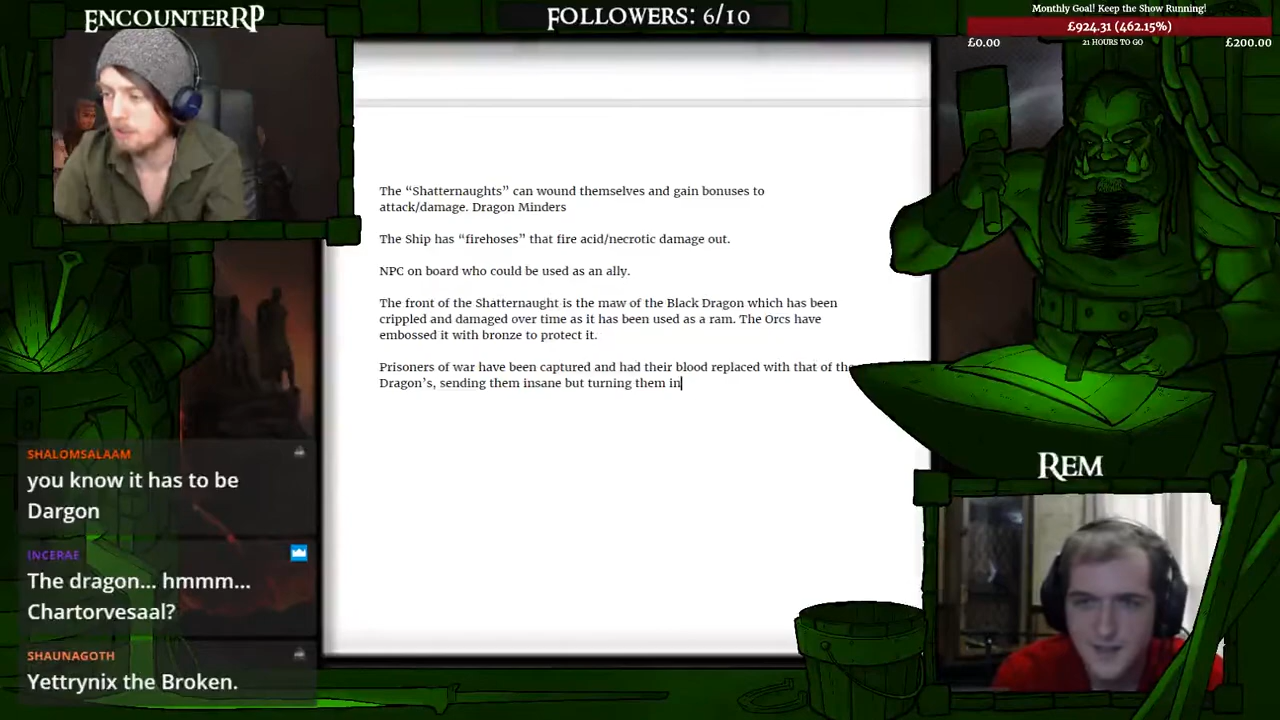 ENCOUNTERRP
FOLLOWERS: 6/10
Monthly Goal! Keep the Show Running!
£924.31 (462.15%)
£0.00
21 HOURS TO GO
£200.00
The “Shatternaughts” can wound themselves and gain bonuses to
attack/damage. Dragon Minders
The Ship has “firehoses” that fire acid/necrotic damage out.
NPC on board who could be used as an ally.
The front of the Shatternaught is the maw of the Black Dragon which has been
crippled and damaged over time as it has been used as a ram. The Orcs have
embossed it with bronze to protect it.
Prisoners of war have been captured and had their blood replaced with that of the
Dragon’s, sending them insane but turning them in
SHALOMSALAAM
you know it has to be
Dargon
INCERAE
The dragon... hmmm...
Chartorvesaal?
SHAUNAGOTH
Yettrynix the Broken.
REM